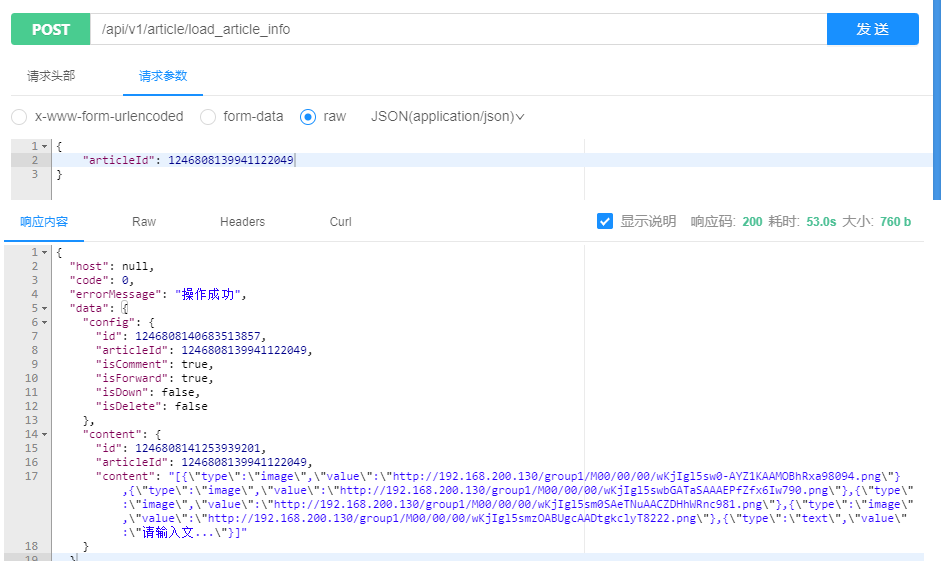 POST /api/v1/article/load_article_info 发 送
请求头部 请求参数
x-www-form-urlencoded form-data raw JSON(application/json)
1 {
2 "articleId": 1246808139941122049
3 }
响应内容 Raw Headers Curl 显示说明 响应码: 200 耗时: 53.0s 大小: 760 b
1 {
2 "host": null,
3 "code": 0,
4 "errorMessage": "操作成功",
5 "data": {
6 "config": {
7 "id": 1246808140683513857,
8 "articleId": 1246808139941122049,
9 "isComment": true,
10 "isForward": true,
11 "isDown": false,
12 "isDelete": false
13 },
14 "content": {
15 "id": 1246808141253939201,
16 "articleId": 1246808139941122049,
17 "content": "[{\"type\":\"image\",\"value\":\"http://192.168.200.130/group1/M00/00/00/wKjIgl5sw0-AYZ1KAAMOBhRxa98094.png\"}
,{\"type\":\"image\",\"value\":\"http://192.168.200.130/group1/M00/00/00/wKjIgl5swbGATaSAAAEPfZfx6Iw790.png\"},{\"type\"
:\"image\",\"value\":\"http://192.168.200.130/group1/M00/00/00/wKjIgl5sm0SAeTNuAACZDHhWRnc981.png\"},{\"type\":\"image\"
,\"value\":\"http://192.168.200.130/group1/M00/00/00/wKjIgl5smzOABUgcAADtgkclyT8222.png\"},{\"type\":\"text\",\"value\"
:\"请输入文...\"}]"
18 }
19 }